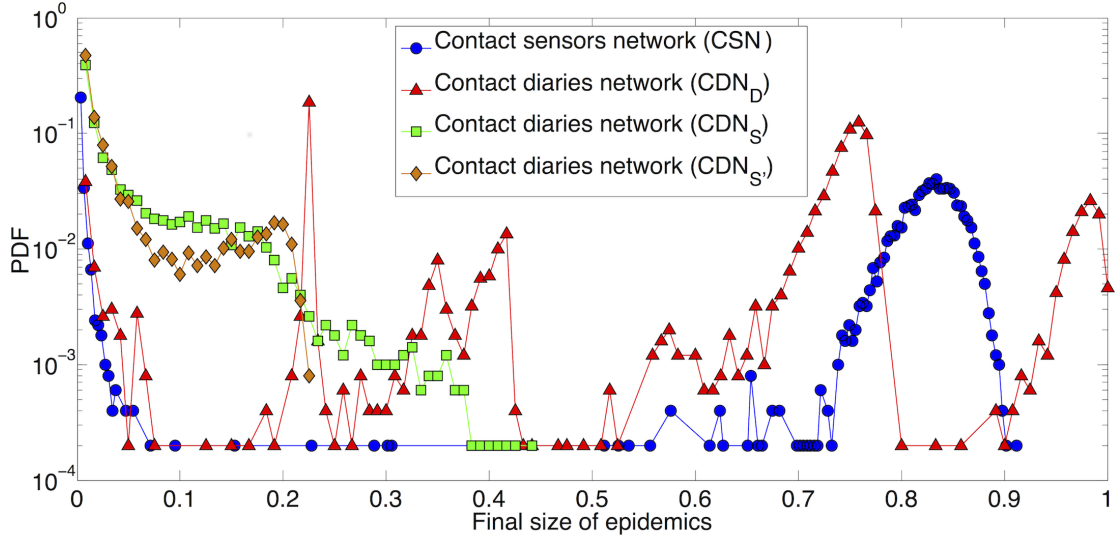 10⁰
10⁻¹
10⁻²
10⁻³
10⁻⁴
PDF
Contact sensors network (CSN)
Contact diaries network (CDN_D)
Contact diaries network (CDN_S)
Contact diaries network (CDN_S')
0 0.1 0.2 0.3 0.4 0.5 0.6 0.7 0.8 0.9 1
Final size of epidemics